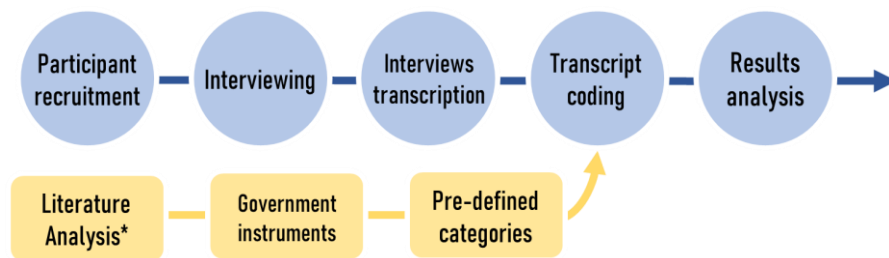 Participant
recruitment
Interviewing
Interviews
transcription
Transcript
coding
Results
analysis
Literature
Analysis*
Government
instruments
Pre-defined
categories